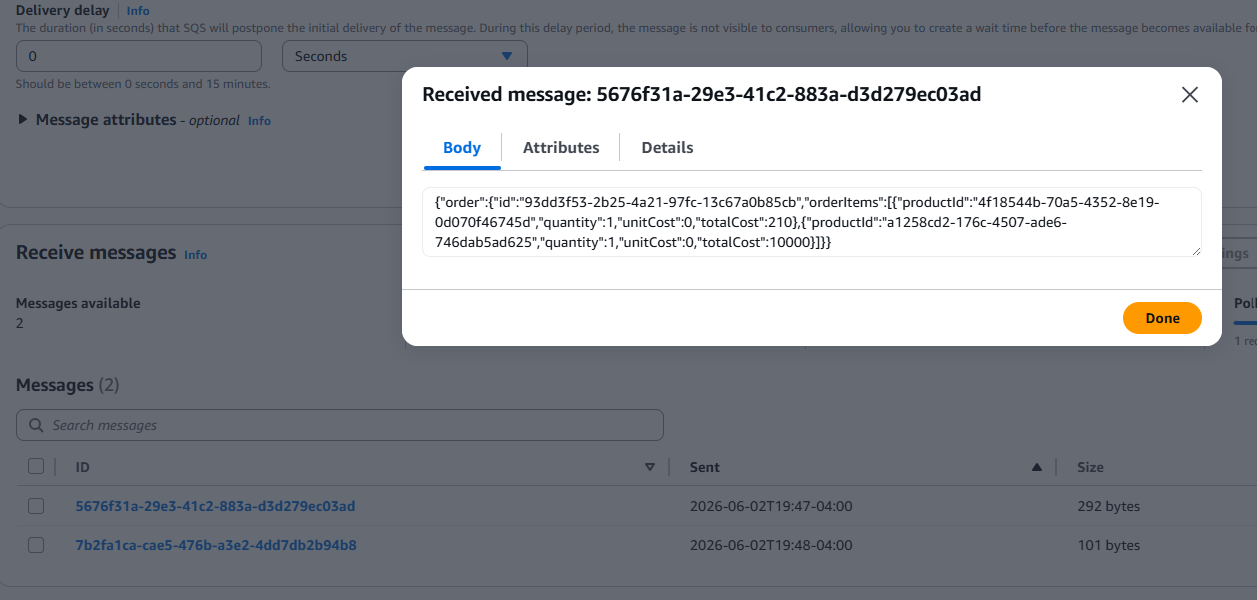 Delivery delay Info
The duration (in seconds) that SQS will postpone the initial delivery of the message. During this delay period, the message is not visible to consumers, allowing you to create a wait time before the message becomes available for
0
Seconds
Should be between 0 seconds and 15 minutes.
Message attributes - optional Info
Received message: 5676f31a-29e3-41c2-883a-d3d279ec03ad
Body
Attributes
Details
{"order":{"id":"93dd3f53-2b25-4a21-97fc-13c67a0b85cb","orderItems":[{"productId":"4f18544b-70a5-4352-8e19-
0d070f46745d","quantity":1,"unitCost":0,"totalCost":210},{"productId":"a1258cd2-176c-4507-ade6-
746dab5ad625","quantity":1,"unitCost":0,"totalCost":10000}]}}
Done
Receive messages Info
Messages available
2
Messages (2)
Search messages
ID
Sent
Size
5676f31a-29e3-41c2-883a-d3d279ec03ad
2026-06-02T19:47-04:00
292 bytes
7b2fa1ca-cae5-476b-a3e2-4dd7db2b94b8
2026-06-02T19:48-04:00
101 bytes